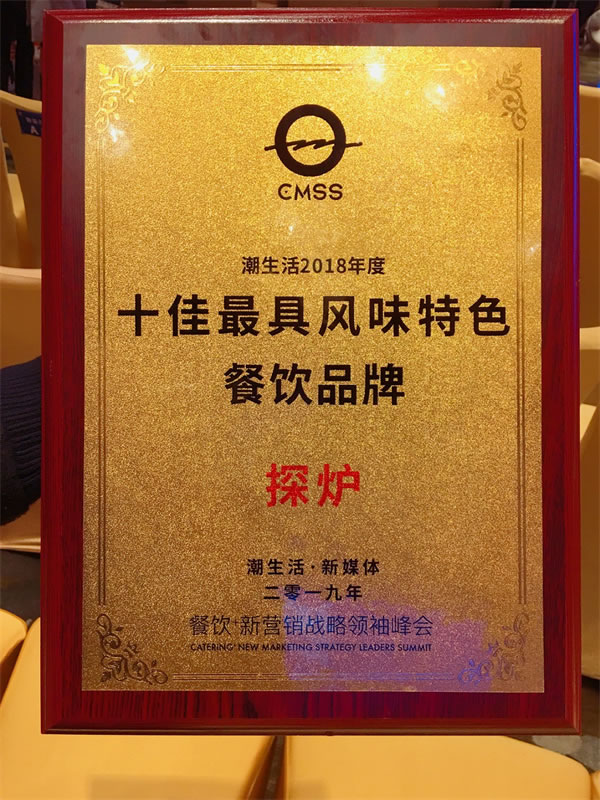 CMSS
潮生活2018年度
十佳最具风味特色
餐饮品牌
探炉
潮生活·新媒体
二零一九年
餐饮+新营销战略领袖峰会
CATERING+NEW MARKETING STRATEGY LEADERS SUMMIT